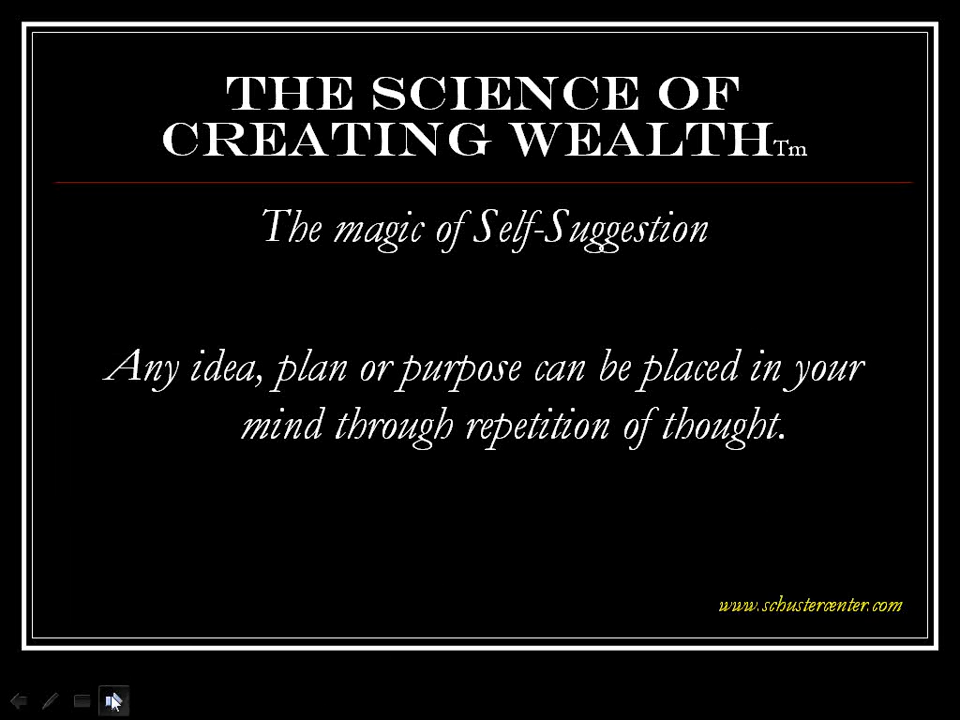 THE SCIENCE OF
CREATING WEALTHTm
The magic of Self-Suggestion
Any idea, plan or purpose can be placed in your
mind through repetition of thought.
www.schustercenter.com